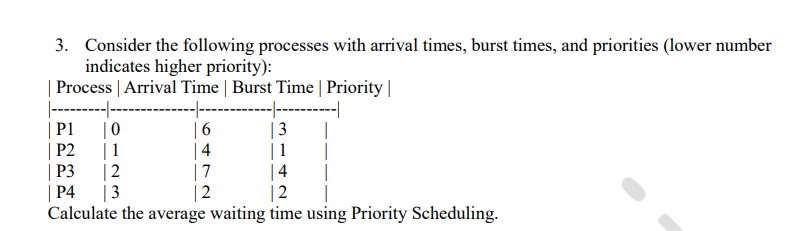 3. Consider the following processes with arrival times, burst times, and priorities (lower number
indicates higher priority):
| Process | Arrival Time | Burst Time | Priority |
|---------|--------------|------------|----------|
| P1 | 0 | 6 | 3 |
| P2 | 1 | 4 | 1 |
| P3 | 2 | 7 | 4 |
| P4 | 3 | 2 | 2 |
Calculate the average waiting time using Priority Scheduling.